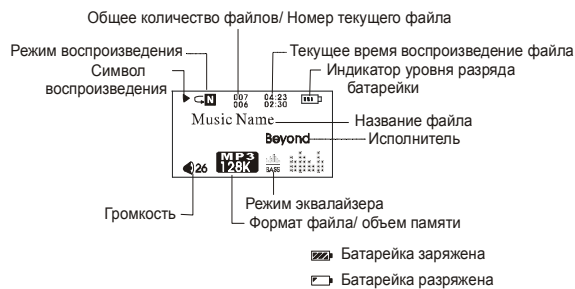 Общее количество файлов/ Номер текущего файла
Режим воспроизведения
Текущее время воспроизведение файла
Символ воспроизведения
Индикатор уровня разряда батарейки
N 007 04:23
006 02:30
Music Name
Название файла
Beyond
Исполнитель
MP3
26 128K BASS
Режим эквалайзера
Громкость
Формат файла/ объем памяти
Батарейка заряжена
Батарейка разряжена